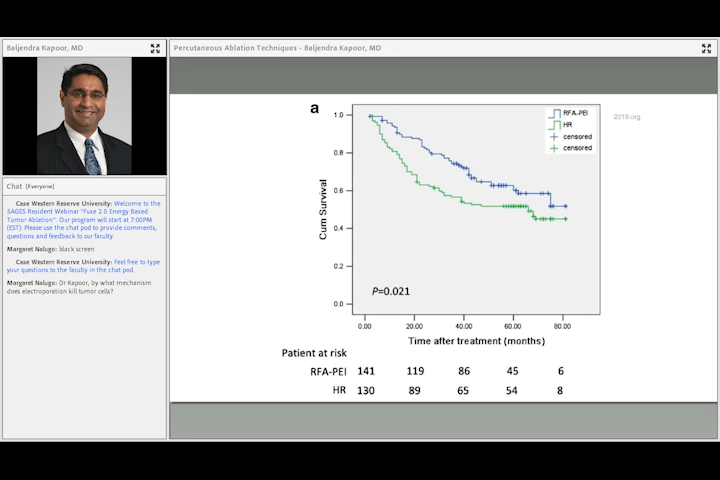 Baljendra Kapoor, MD
Chat (Everyone)
Case Western Reserve University: Welcome to the
SAGES Resident Webinar "Fuse 2.0 Energy Based
Tumor Ablation". Our program will start at 7:00PM
(EST). Please use the chat pod to provide comments,
questions and feedback to our faculty.
Margaret Nalugo: black screen
Case Western Reserve University: Feel free to type
your questions to the faculty in the chat pod.
Margaret Nalugo: Dr Kapoor, by what mechanism
does electroporation kill tumor cells?
Percutaneous Ablation Techniques - Baljendra Kapoor, MD
a
RFA-PEI
HR
censored
censored
2019.org
Cum Survival
1.0
0.8
0.6
0.4
0.2
0.0
P=0.021
0.00 20.00 40.00 60.00 80.00
Time after treatment (months)
Patient at risk
RFA-PEI 141 119 86 45 6
HR 130 89 65 54 8